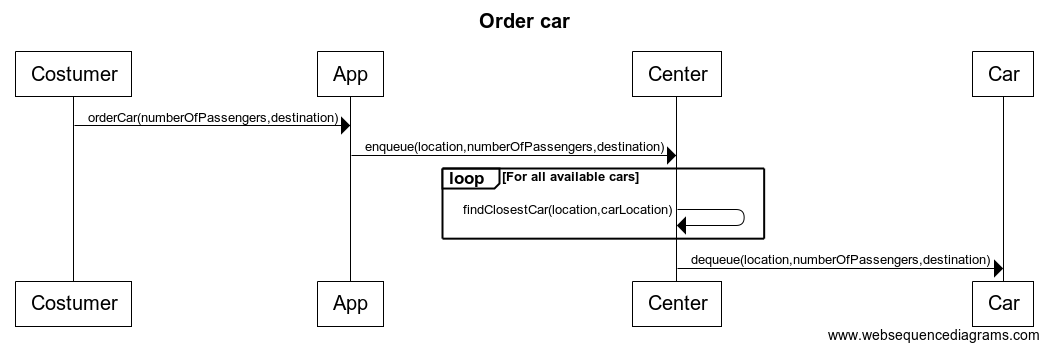 Order car
Costumer App Center Car
orderCar(numberOfPassengers,destination)
enqueue(location,numberOfPassengers,destination)
loop [For all available cars]
findClosestCar(location,carLocation)
dequeue(location,numberOfPassengers,destination)
Costumer App Center Car
www.websequencediagrams.com